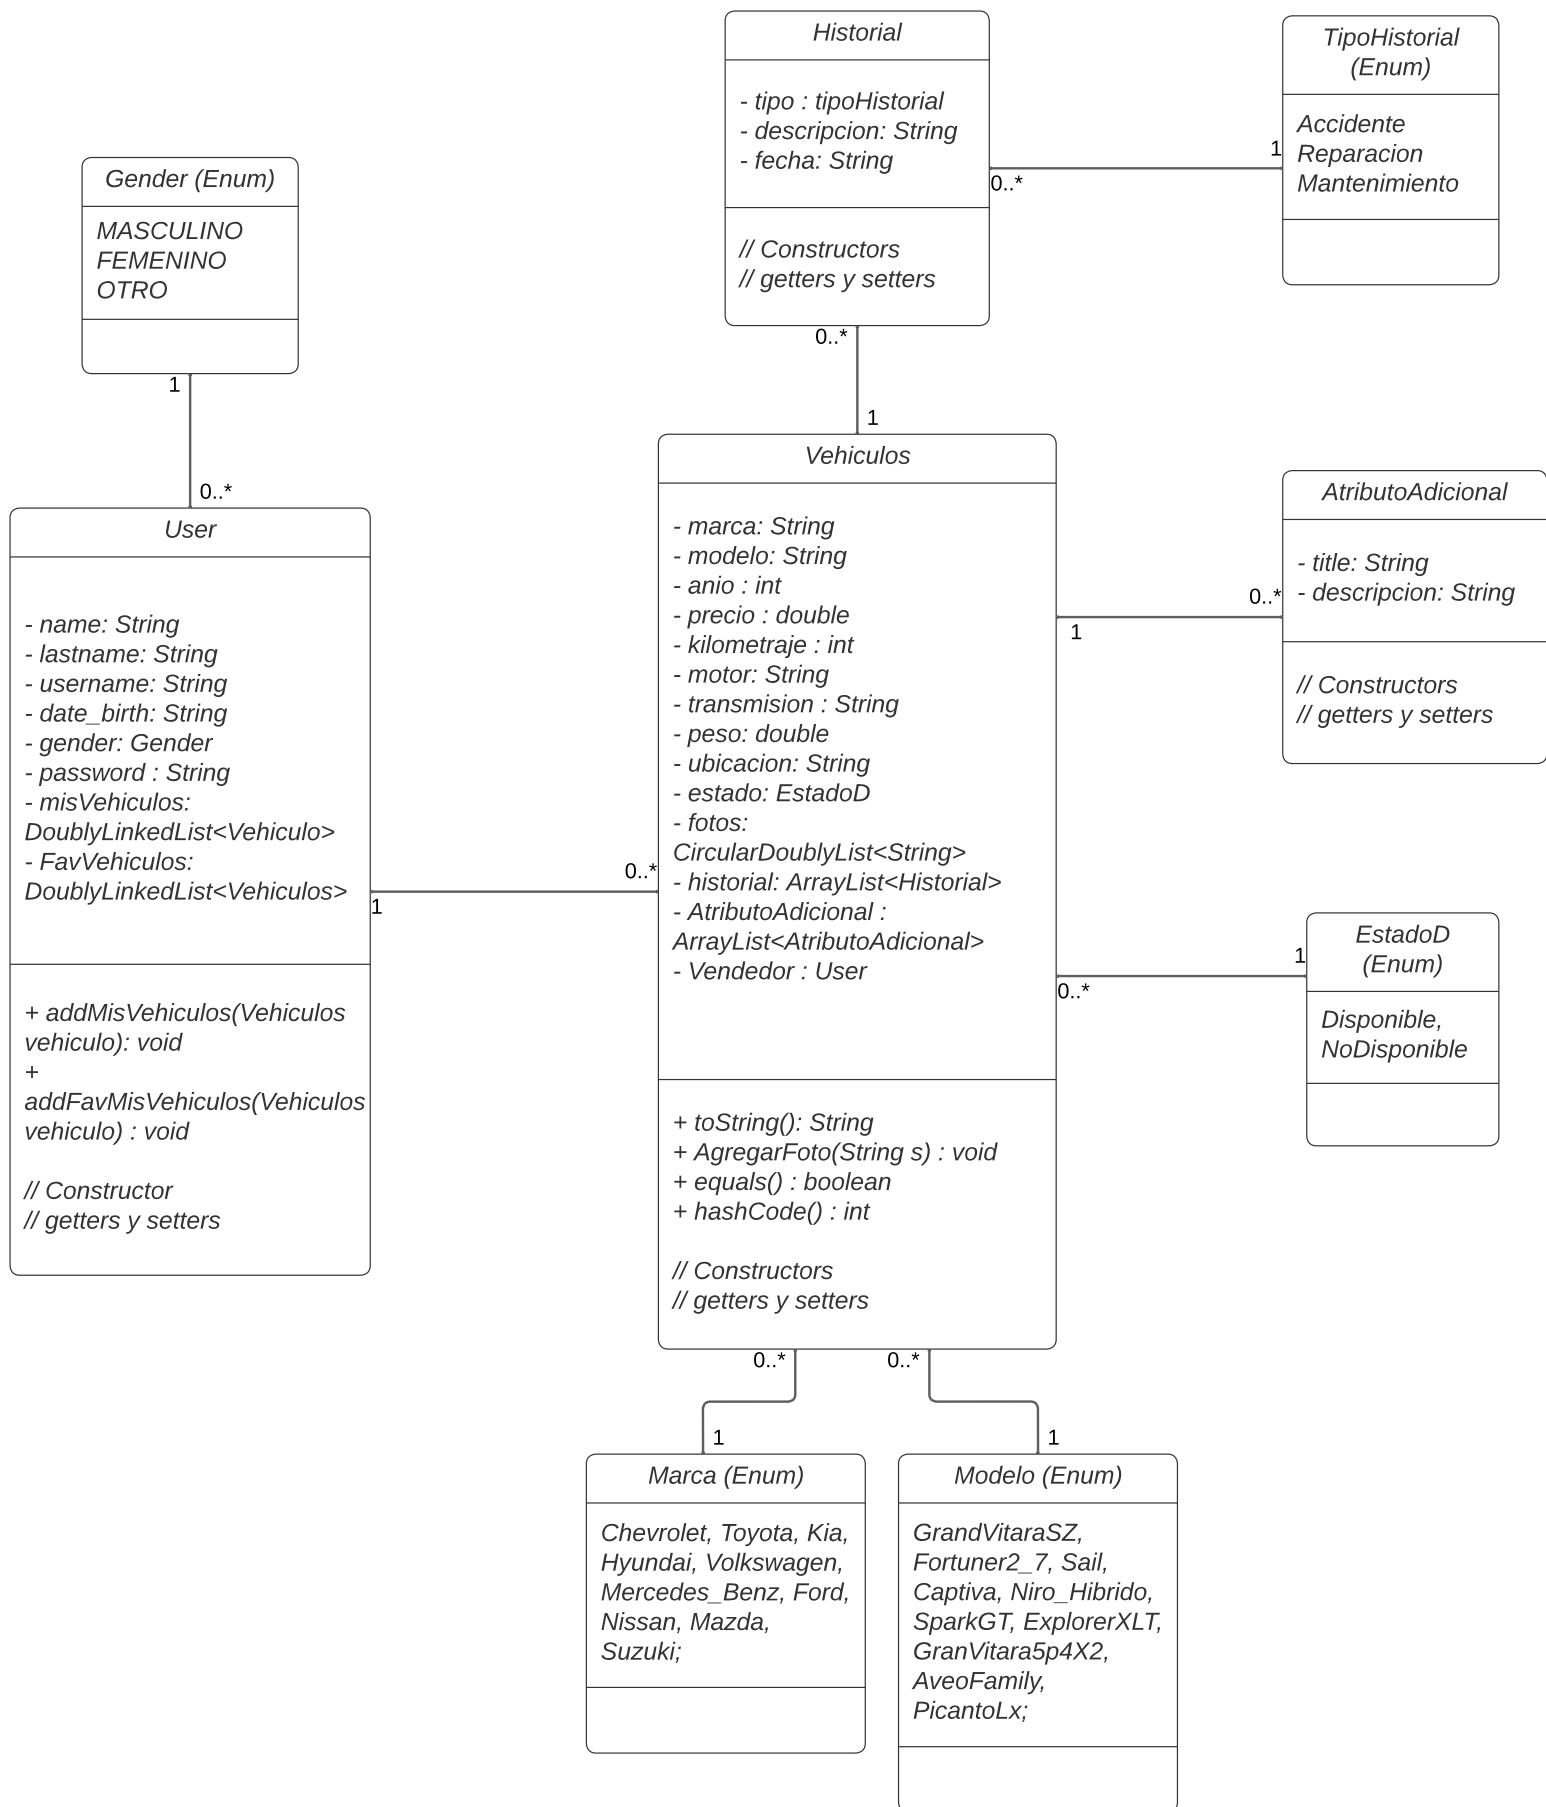 Historial
- tipo : tipoHistorial
- descripcion: String
- fecha: String
// Constructors
// getters y setters
0..*
1
TipoHistorial
(Enum)
Accidente
Reparacion
Mantenimiento
Gender (Enum)
MASCULINO
FEMENINO
OTRO
1
0..*
0..*
1
User
- name: String
- lastname: String
- username: String
- date_birth: String
- gender: Gender
- password : String
- misVehiculos:
DoublyLinkedList<Vehiculo>
- FavVehiculos:
DoublyLinkedList<Vehiculos>
+ addMisVehiculos(Vehiculos
vehiculo): void
+
addFavMisVehiculos(Vehiculos
vehiculo) : void
// Constructor
// getters y setters
1
0..*
Vehiculos
- marca: String
- modelo: String
- anio : int
- precio : double
- kilometraje : int
- motor: String
- transmision : String
- peso: double
- ubicacion: String
- estado: EstadoD
- fotos:
CircularDoublyList<String>
- historial: ArrayList<Historial>
- AtributoAdicional :
ArrayList<AtributoAdicional>
- Vendedor : User
+ toString(): String
+ AgregarFoto(String s) : void
+ equals() : boolean
+ hashCode() : int
// Constructors
// getters y setters
1
0..*
AtributoAdicional
- title: String
- descripcion: String
// Constructors
// getters y setters
0..*
1
EstadoD
(Enum)
Disponible,
NoDisponible
0..*
1
Marca (Enum)
Chevrolet, Toyota, Kia,
Hyundai, Volkswagen,
Mercedes_Benz, Ford,
Nissan, Mazda,
Suzuki;
0..*
1
Modelo (Enum)
GrandVitaraSZ,
Fortuner2_7, Sail,
Captiva, Niro_Hibrido,
SparkGT, ExplorerXLT,
GranVitara5p4X2,
AveoFamily,
PicantoLx;